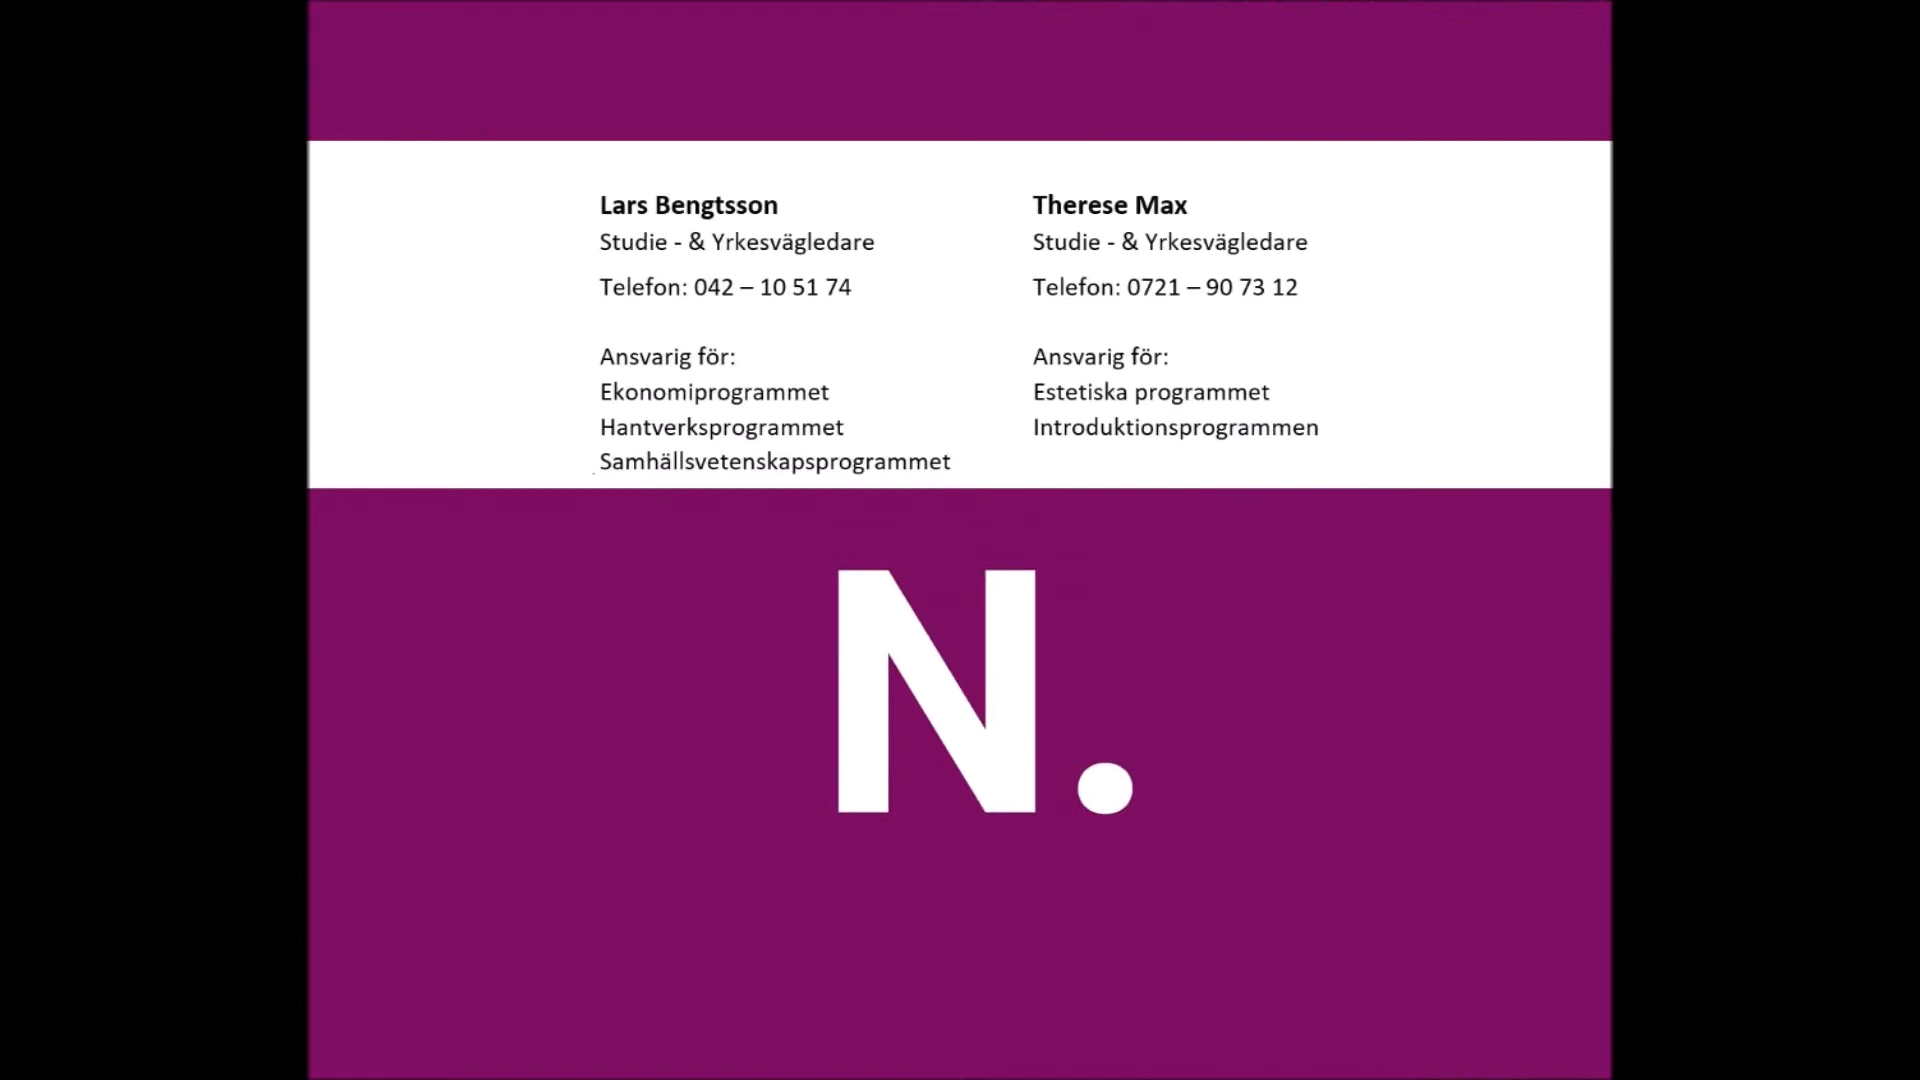 Lars Bengtsson
Studie - & Yrkesvägledare
Telefon: 042 – 10 51 74
Ansvarig för:
Ekonomiprogrammet
Hantverksprogrammet
Samhällsvetenskapsprogrammet
Therese Max
Studie - & Yrkesvägledare
Telefon: 0721 – 90 73 12
Ansvarig för:
Estetiska programmet
Introduktionsprogrammen
N.